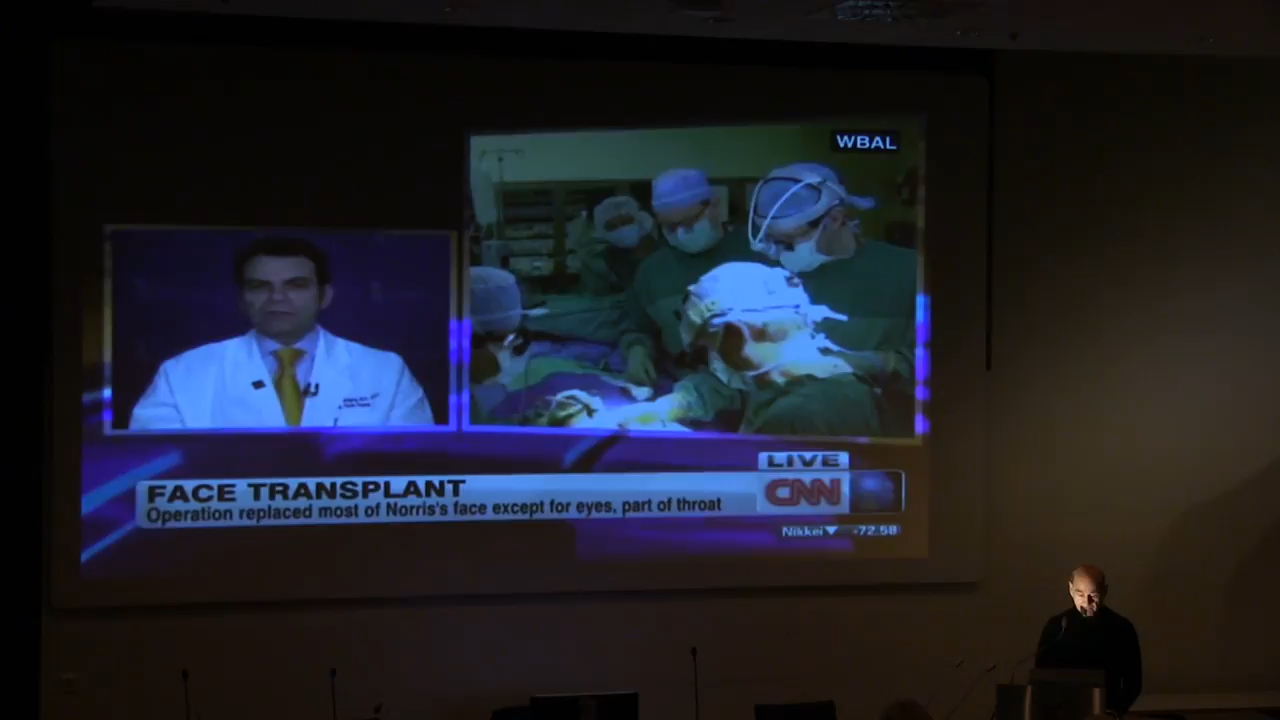 WBAL
LIVE
FACE TRANSPLANT
CNN
Operation replaced most of Norris's face except for eyes, part of throat
Nikkei▼ -72.58